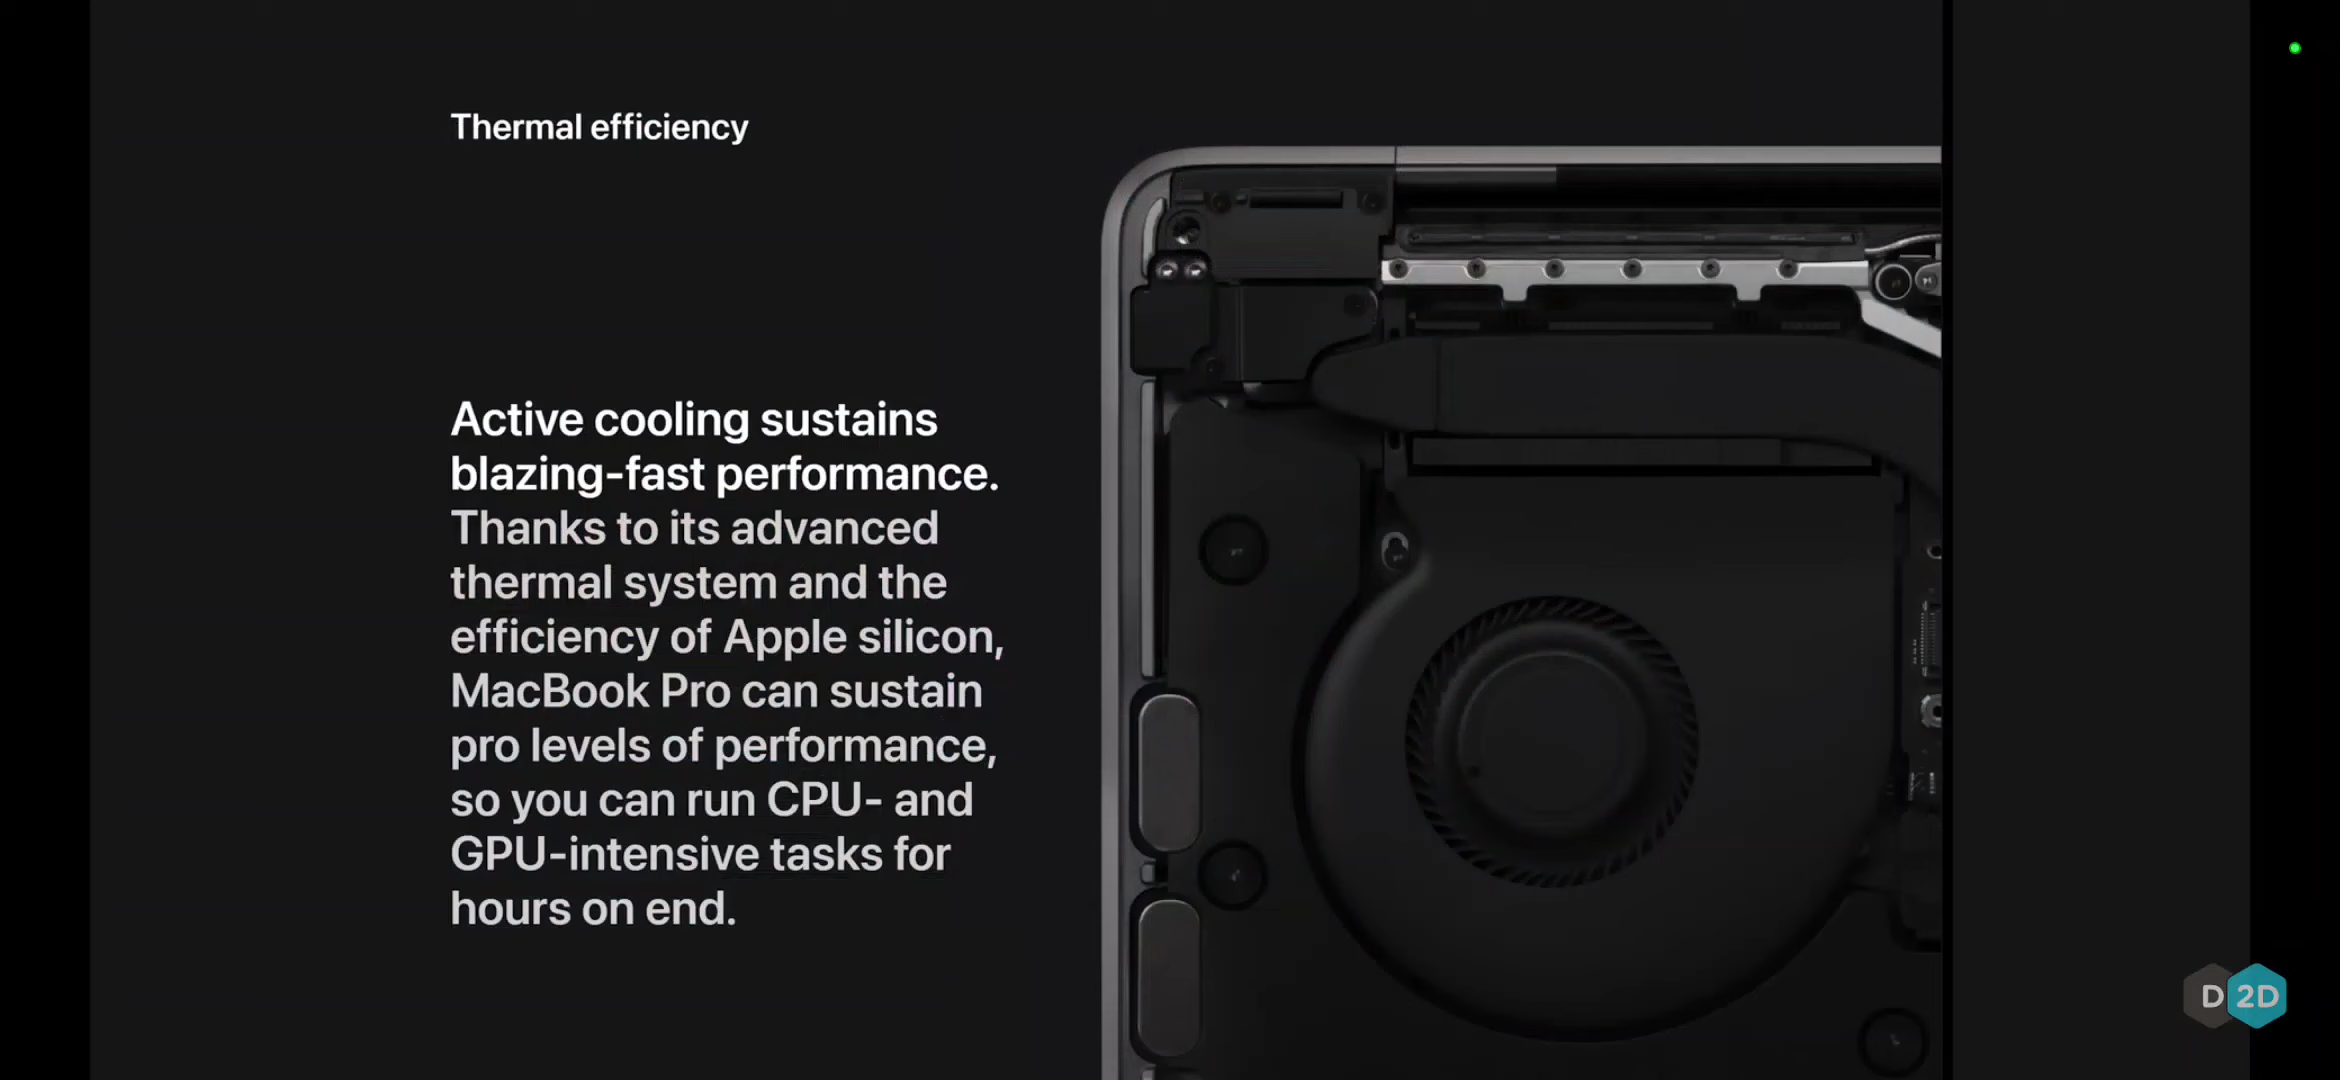 Thermal efficiency
Active cooling sustains
blazing-fast performance.
Thanks to its advanced
thermal system and the
efficiency of Apple silicon,
MacBook Pro can sustain
pro levels of performance,
so you can run CPU- and
GPU-intensive tasks for
hours on end.
D 2D